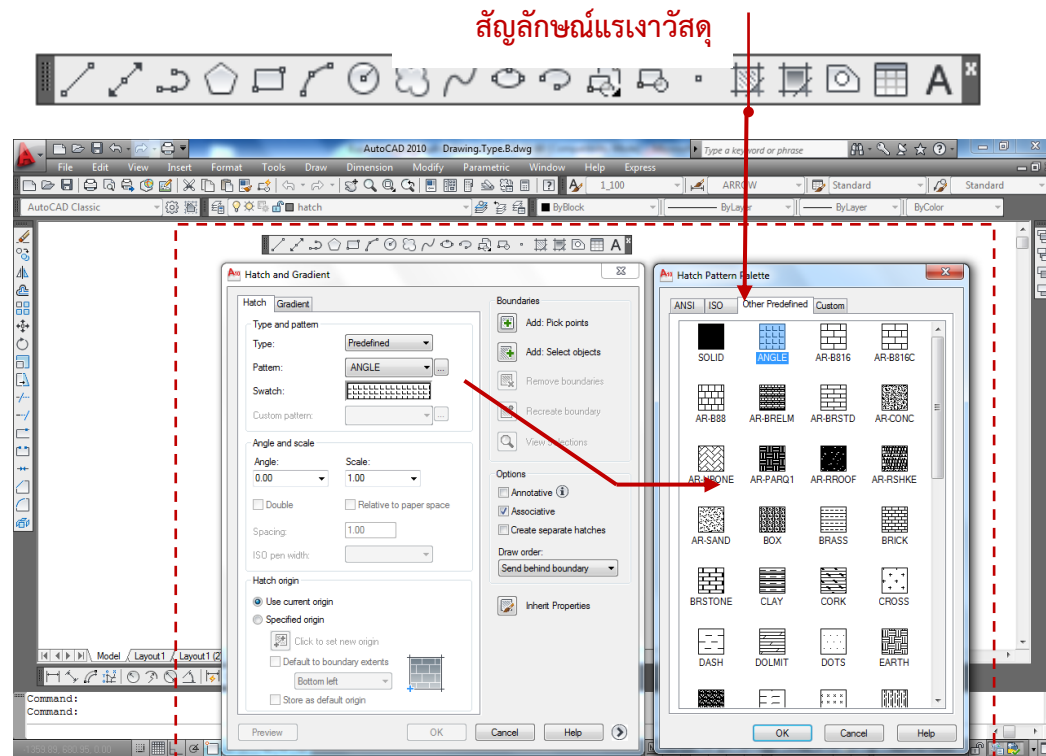 สัญลักษณ์แรเงาวัสดุ
A
AutoCAD 2010 Drawing.Type.B.dwg
Type a keyword or phrase
File Edit View Insert Format Tools Draw Dimension Modify Parametric Window Help Express
1_100 ARROW Standard Standard
AutoCAD Classic hatch ByBlock ByLayer ByLayer ByColor
A
Hatch and Gradient
Hatch Gradient
Type and pattern
Type: Predefined
Pattern: ANGLE ...
Swatch:
Custom pattern: ...
Angle and scale
Angle: Scale:
0.00 1.00
Double Relative to paper space
Spacing: 1.00
ISO pen width:
Hatch origin
Use current origin
Specified origin
Click to set new origin
Default to boundary extents
Bottom left
Store as default origin
Preview OK Cancel Help
Boundaries
Add: Pick points
Add: Select objects
Remove boundaries
Recreate boundary
View Selections
Options
Annotative
Associative
Create separate hatches
Draw order:
Send behind boundary
Inherit Properties
Hatch Pattern Palette
ANSI ISO Other Predefined Custom
SOLID ANGLE AR-B816 AR-B816C
AR-B88 AR-BRELM AR-BRSTD AR-CONC
AR-HBONE AR-PARQ1 AR-RROOF AR-RSHKE
AR-SAND BOX BRASS BRICK
BRSTONE CLAY CORK CROSS
DASH DOLMIT DOTS EARTH
OK Cancel Help
Model Layout1 Layout1 (2)
Command:
Command: